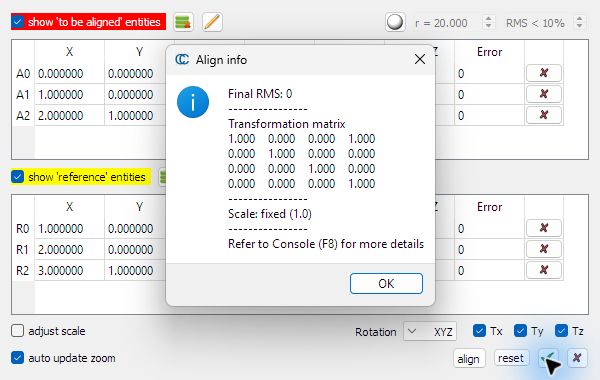 show 'to be aligned' entities
r = 20.000
RMS < 10%
X Y Z Error
A0 0.000000 0.000000 0
A1 1.000000 0.000000 0
A2 2.000000 1.000000 0
show 'reference' entities
X Y Z Error
R0 1.000000 0.000000 0
R1 2.000000 0.000000 0
R2 3.000000 1.000000 0
adjust scale
Rotation XYZ Tx Ty Tz
auto update zoom
align reset
CC Align info
Final RMS: 0
----------------
Transformation matrix
1.000 0.000 0.000 1.000
0.000 1.000 0.000 0.000
0.000 0.000 1.000 0.000
0.000 0.000 0.000 1.000
----------------
Scale: fixed (1.0)
----------------
Refer to Console (F8) for more details
OK